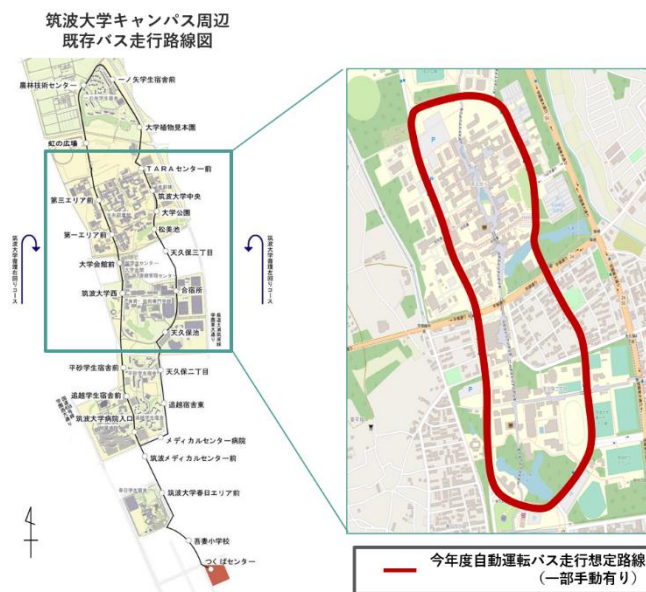 筑波大学キャンパス周辺
既存バス走行路線図
一ノ矢学生宿舎前
農林技術センター
大学植物見本園
虹の広場
TARAセンター前
筑波大学中央
第三エリア前
大学公園
松美池
第一エリア前
天久保三丁目
大学会館前
筑波大学西
合宿所
天久保池
筑波大学循環右回りコース
筑波大学循環左回りコース
平砂学生宿舎前
天久保二丁目
追越学生宿舎前
追越宿舎東
筑波大学病院入口
メディカルセンター病院
筑波メディカルセンター前
筑波大学春日エリア前
吾妻小学校
つくばセンター
今年度自動運転バス走行想定路線
(一部手動有り)